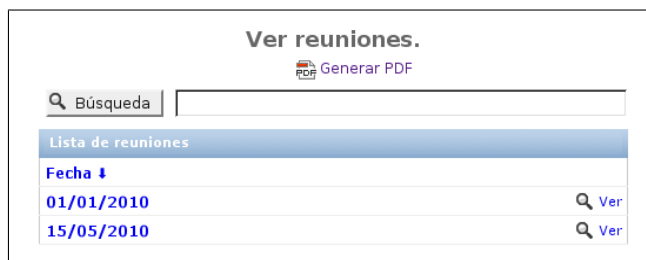 Ver reuniones.
PDF Generar PDF
Búsqueda
Lista de reuniones
Fecha ⬇
01/01/2010 Ver
15/05/2010 Ver